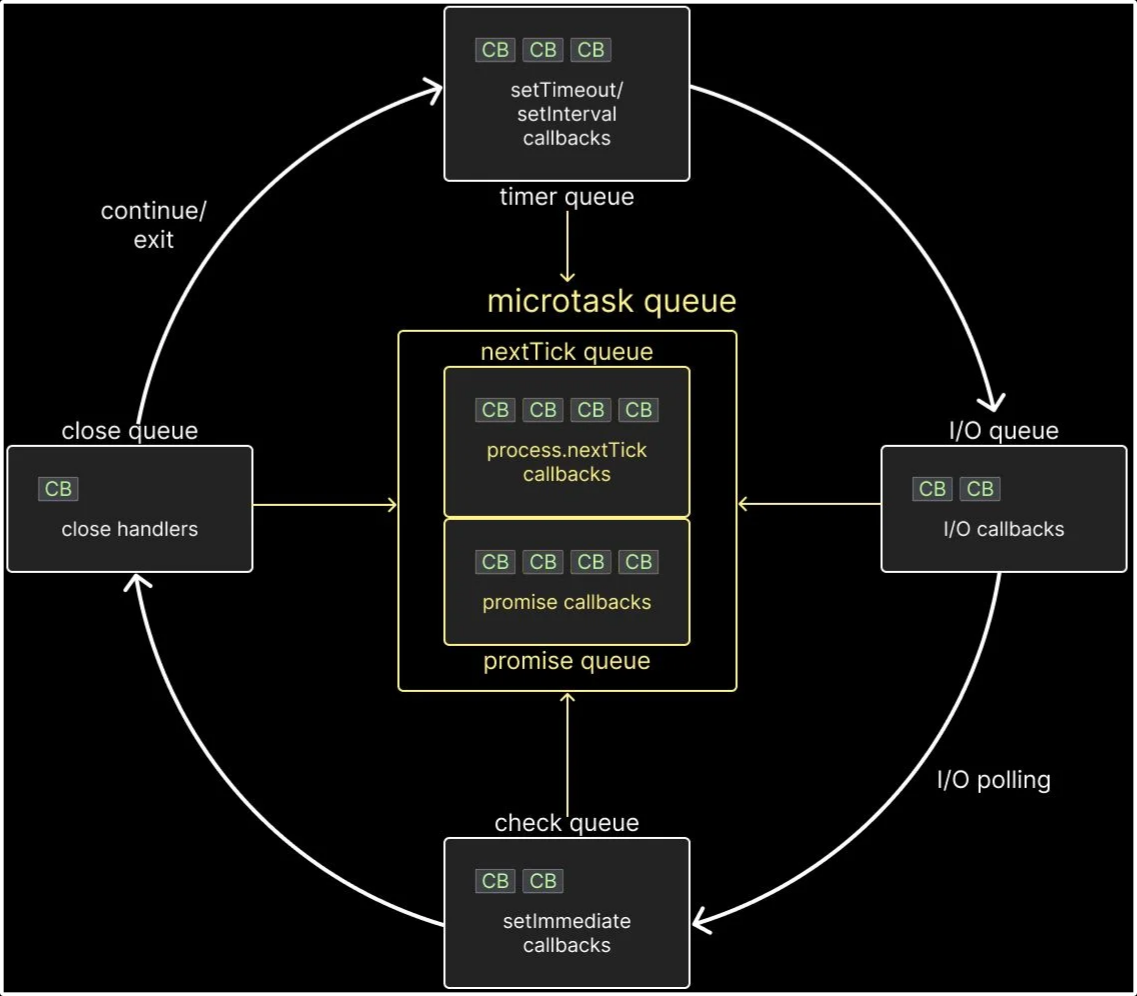 CB CB CB
setTimeout/
setInterval
callbacks
timer queue
continue/
exit
microtask queue
nextTick queue
CB CB CB CB
process.nextTick
callbacks
CB CB CB CB
promise callbacks
promise queue
close queue
CB
close handlers
I/O queue
CB CB
I/O callbacks
I/O polling
check queue
CB CB
setImmediate
callbacks